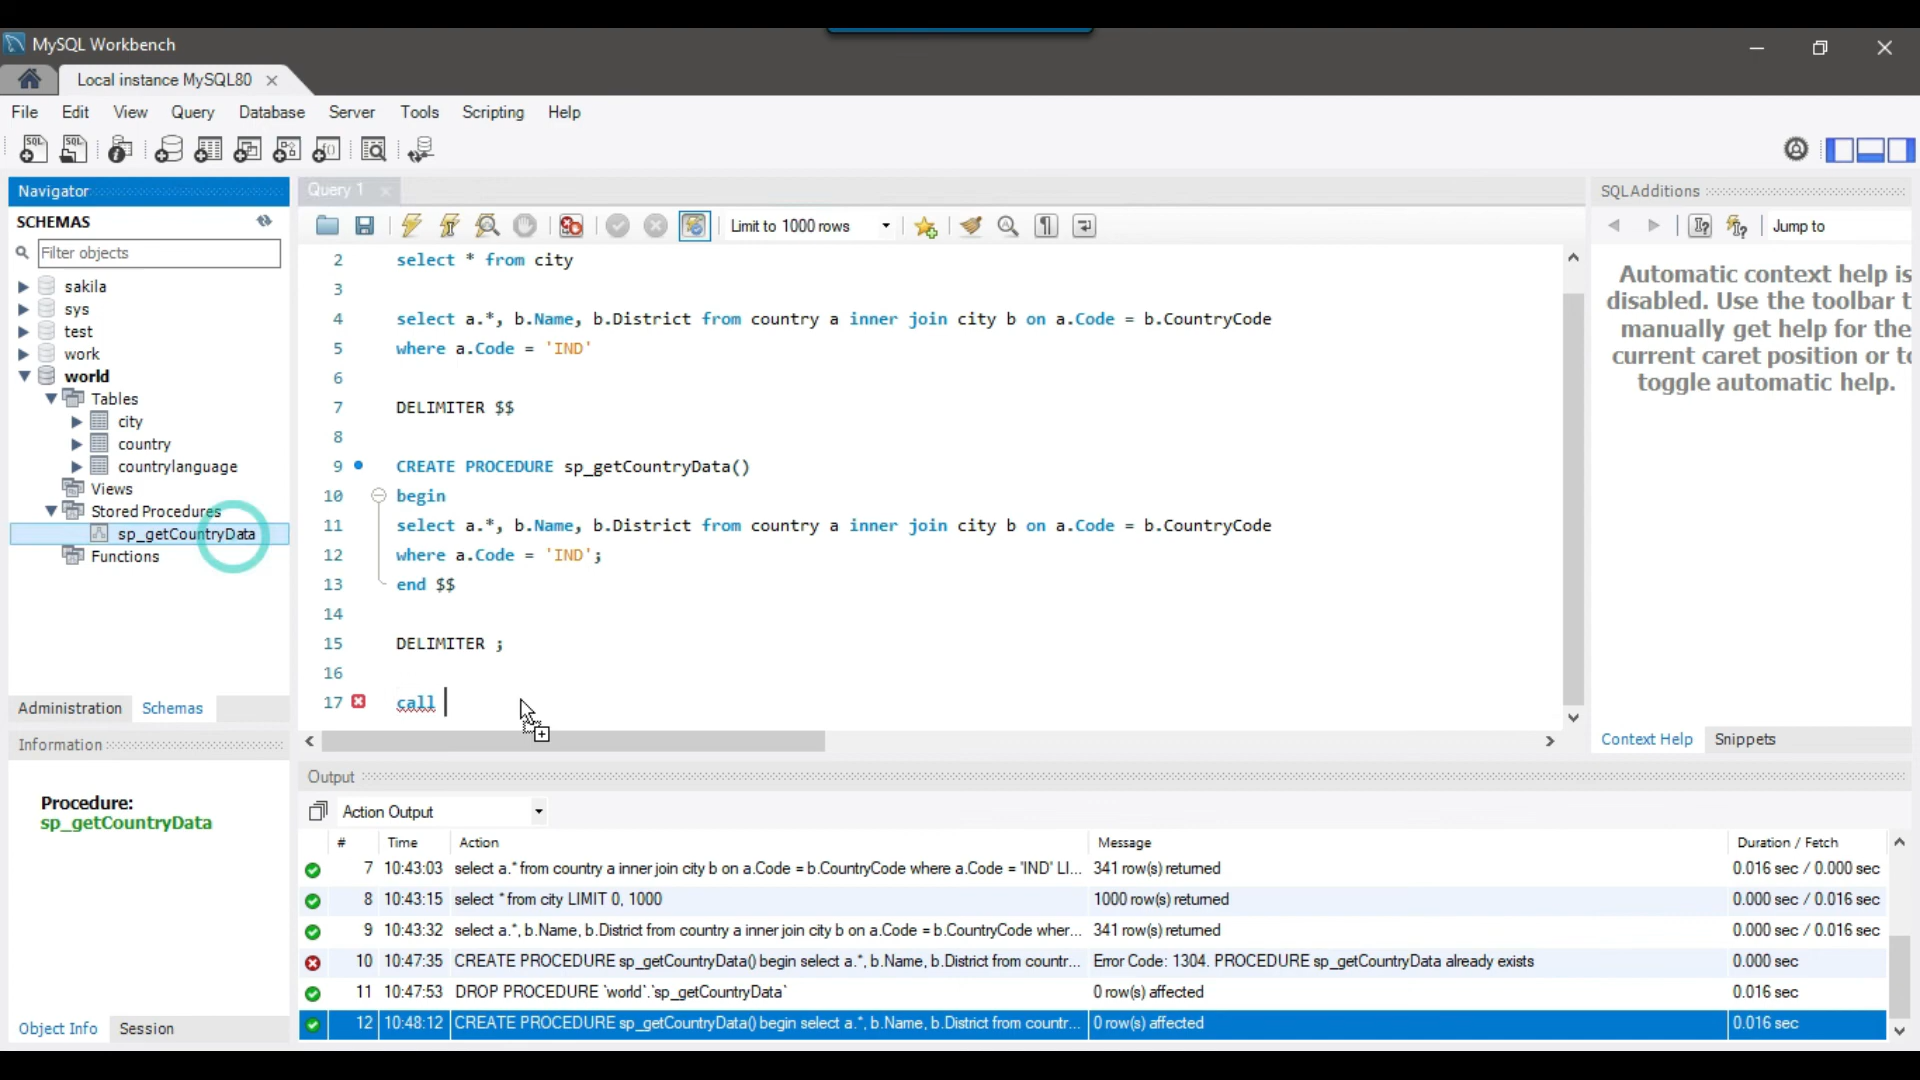 MySQL Workbench
Local instance MySQL80
File Edit View Query Database Server Tools Scripting Help
Navigator
SCHEMAS
Filter objects
sakila
sys
test
work
world
Tables
city
country
countrylanguage
Views
Stored Procedures
sp_getCountryData
Functions
Administration Schemas
Information
Procedure:
sp_getCountryData
Object Info Session
Query 1
Limit to 1000 rows
2 select * from city
3
4 select a.*, b.Name, b.District from country a inner join city b on a.Code = b.CountryCode
5 where a.Code = 'IND'
6
7 DELIMITER $$
8
9 CREATE PROCEDURE sp_getCountryData()
10 begin
11 select a.*, b.Name, b.District from country a inner join city b on a.Code = b.CountryCode
12 where a.Code = 'IND';
13 end $$
14
15 DELIMITER ;
16
17 call
SQLAdditions
Jump to
Automatic context help is
disabled. Use the toolbar t
manually get help for the
current caret position or to
toggle automatic help.
Context Help Snippets
Output
Action Output
# Time Action Message Duration / Fetch
7 10:43:03 select a.* from country a inner join city b on a.Code = b.CountryCode where a.Code = 'IND' LI... 341 row(s) returned 0.016 sec / 0.000 sec
8 10:43:15 select * from city LIMIT 0, 1000 1000 row(s) returned 0.000 sec / 0.016 sec
9 10:43:32 select a.*, b.Name, b.District from country a inner join city b on a.Code = b.CountryCode wher... 341 row(s) returned 0.000 sec / 0.016 sec
10 10:47:35 CREATE PROCEDURE sp_getCountryData() begin select a.*, b.Name, b.District from countr... Error Code: 1304. PROCEDURE sp_getCountryData already exists 0.000 sec
11 10:47:53 DROP PROCEDURE `world`.`sp_getCountryData` 0 row(s) affected 0.016 sec
12 10:48:12 CREATE PROCEDURE sp_getCountryData() begin select a.*, b.Name, b.District from countr... 0 row(s) affected 0.016 sec